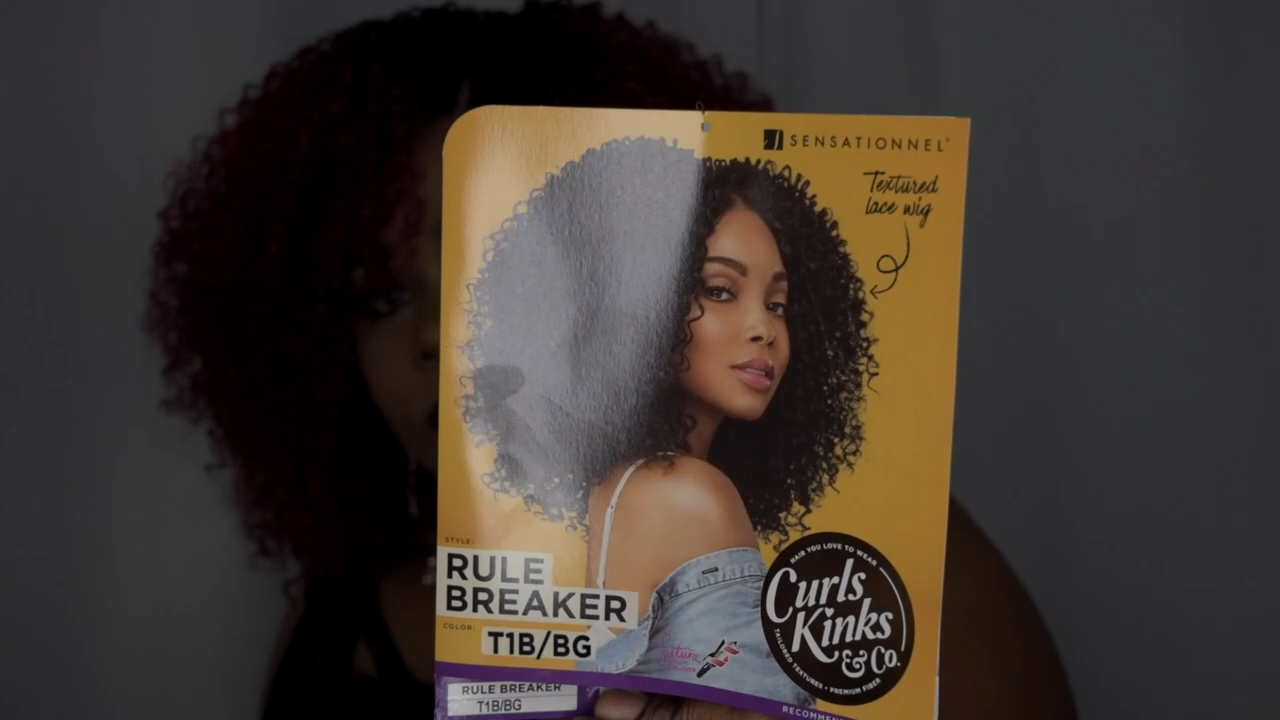 SENSATIONNEL®
Textured
lace wig
STYLE:
RULE
BREAKER
COLOR:
T1B/BG
futura
HAIR YOU LOVE TO WEAR
Curls
Kinks
& Co.
TAILORED TEXTURES • PREMIUM FIBER
RULE BREAKER
T1B/BG